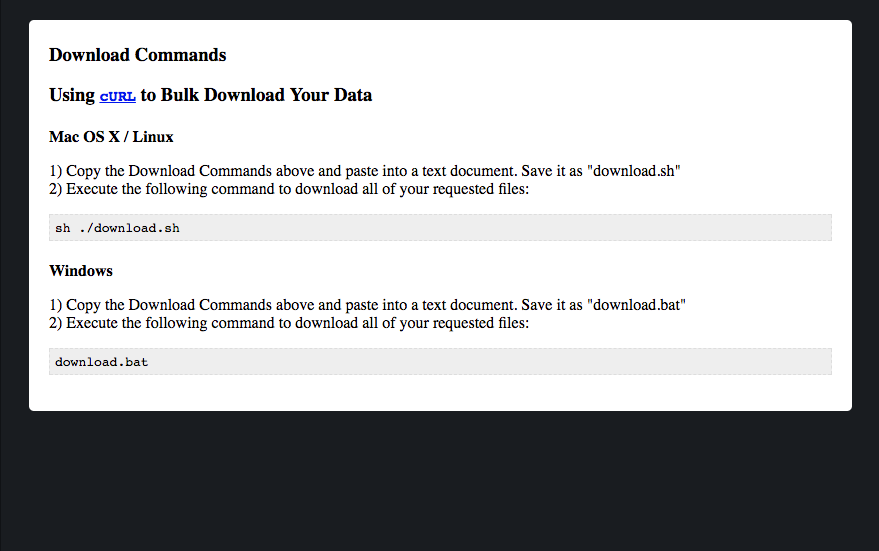 Download Commands
Using cURL to Bulk Download Your Data
Mac OS X / Linux
1) Copy the Download Commands above and paste into a text document. Save it as "download.sh"
2) Execute the following command to download all of your requested files:
sh ./download.sh
Windows
1) Copy the Download Commands above and paste into a text document. Save it as "download.bat"
2) Execute the following command to download all of your requested files:
download.bat